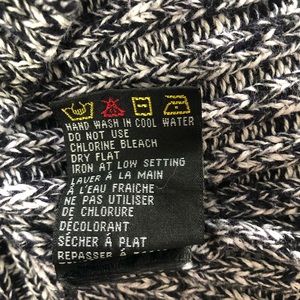 HAND WASH IN COOL WATER
DO NOT USE
CHLORINE BLEACH
DRY FLAT
IRON AT LOW SETTING
LAVER À LA MAIN
À L'EAU FRAICHE
NE PAS UTILISER
DE CHLORURE
DÉCOLORANT
SÉCHER À PLAT
REPASSER À